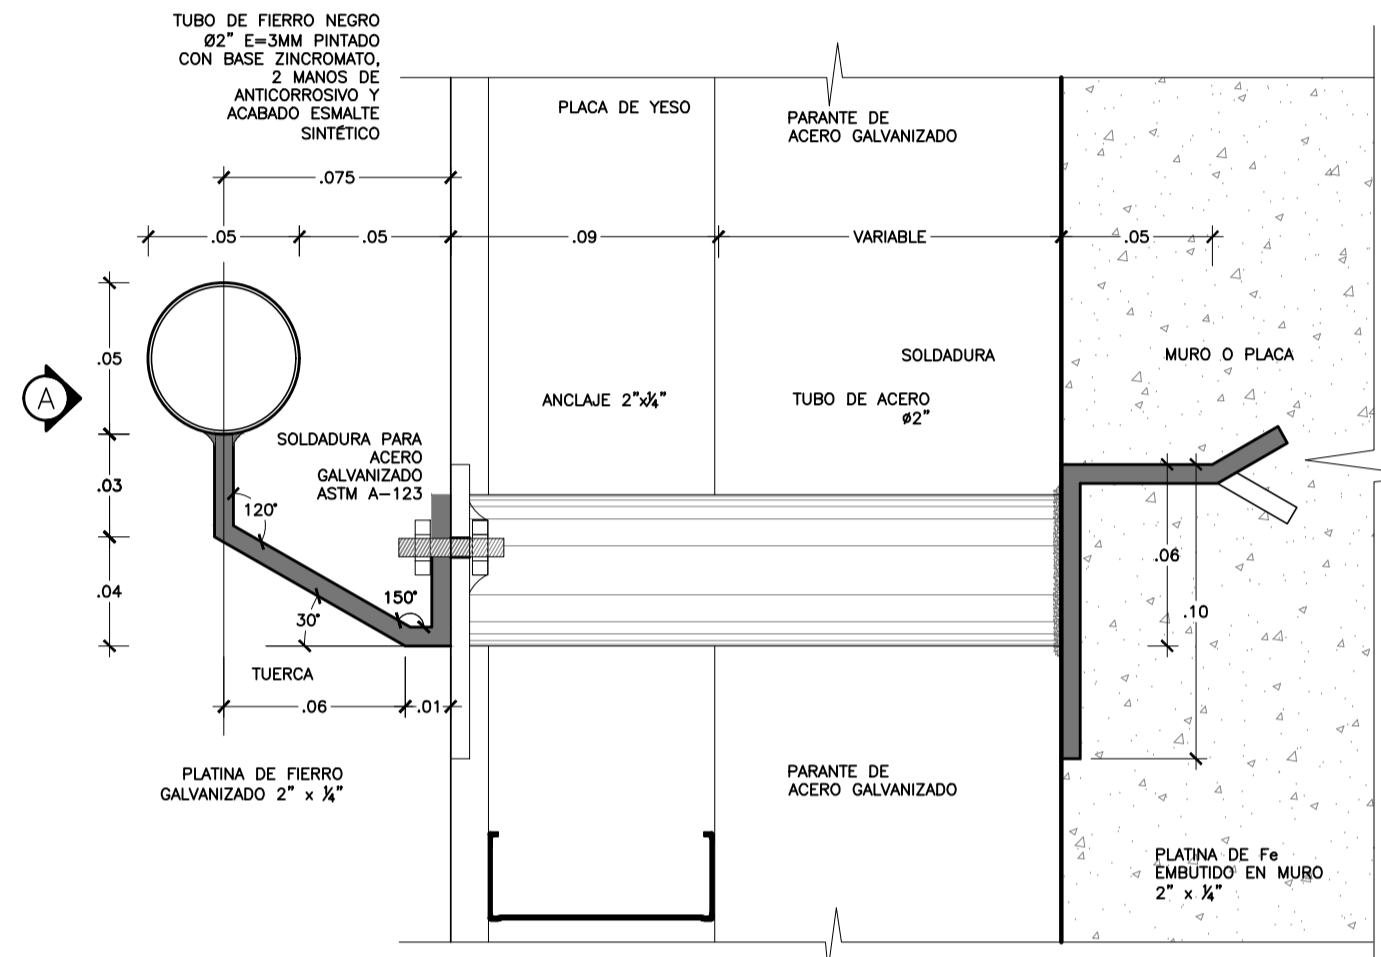 TUBO DE FIERRO NEGRO
Ø2" E=3MM PINTADO
CON BASE ZINCROMATO,
2 MANOS DE
ANTICORROSIVO Y
ACABADO ESMALTE
SINTÉTICO
PLACA DE YESO
PARANTE DE
ACERO GALVANIZADO
.075
.05
.05
.09
VARIABLE
.05
.05
.03
.04
A
SOLDADURA
MURO O PLACA
ANCLAJE 2"x¼"
TUBO DE ACERO
ø2"
SOLDADURA PARA
ACERO
GALVANIZADO
ASTM A-123
120°
150°
30°
.06
.10
TUERCA
.06
.01
PLATINA DE FIERRO
GALVANIZADO 2" x ¼"
PARANTE DE
ACERO GALVANIZADO
PLATINA DE Fe
EMBUTIDO EN MURO
2" x ¼"